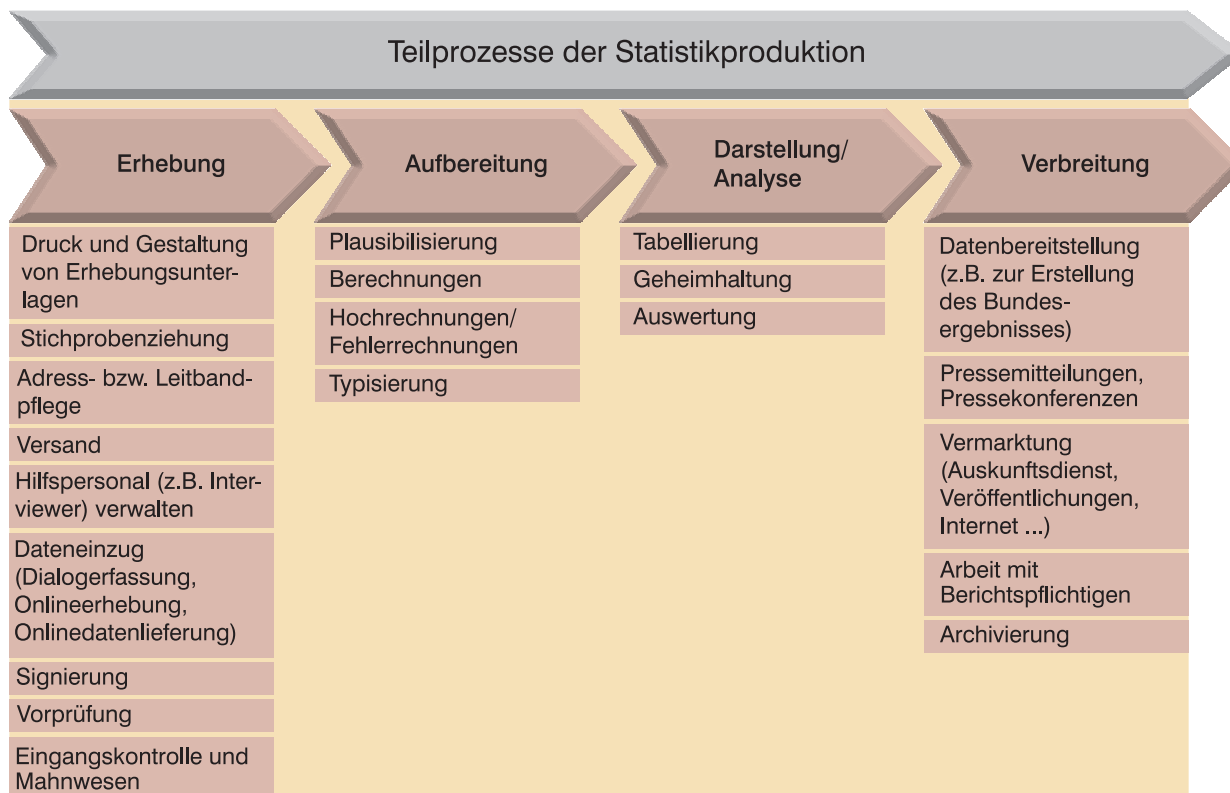 Teilprozesse der Statistikproduktion
Erhebung
Druck und Gestaltung
von Erhebungsunter-
lagen
Stichprobenziehung
Adress- bzw. Leitband-
pflege
Versand
Hilfspersonal (z.B. Inter-
viewer) verwalten
Dateneinzug
(Dialogerfassung,
Onlineerhebung,
Onlinedatenlieferung)
Signierung
Vorprüfung
Eingangskontrolle und
Mahnwesen
Aufbereitung
Plausibilisierung
Berechnungen
Hochrechnungen/
Fehlerrechnungen
Typisierung
Darstellung/
Analyse
Tabellierung
Geheimhaltung
Auswertung
Verbreitung
Datenbereitstellung
(z.B. zur Erstellung
des Bundes-
ergebnisses)
Pressemitteilungen,
Pressekonferenzen
Vermarktung
(Auskunftsdienst,
Veröffentlichungen,
Internet ...)
Arbeit mit
Berichtspflichtigen
Archivierung